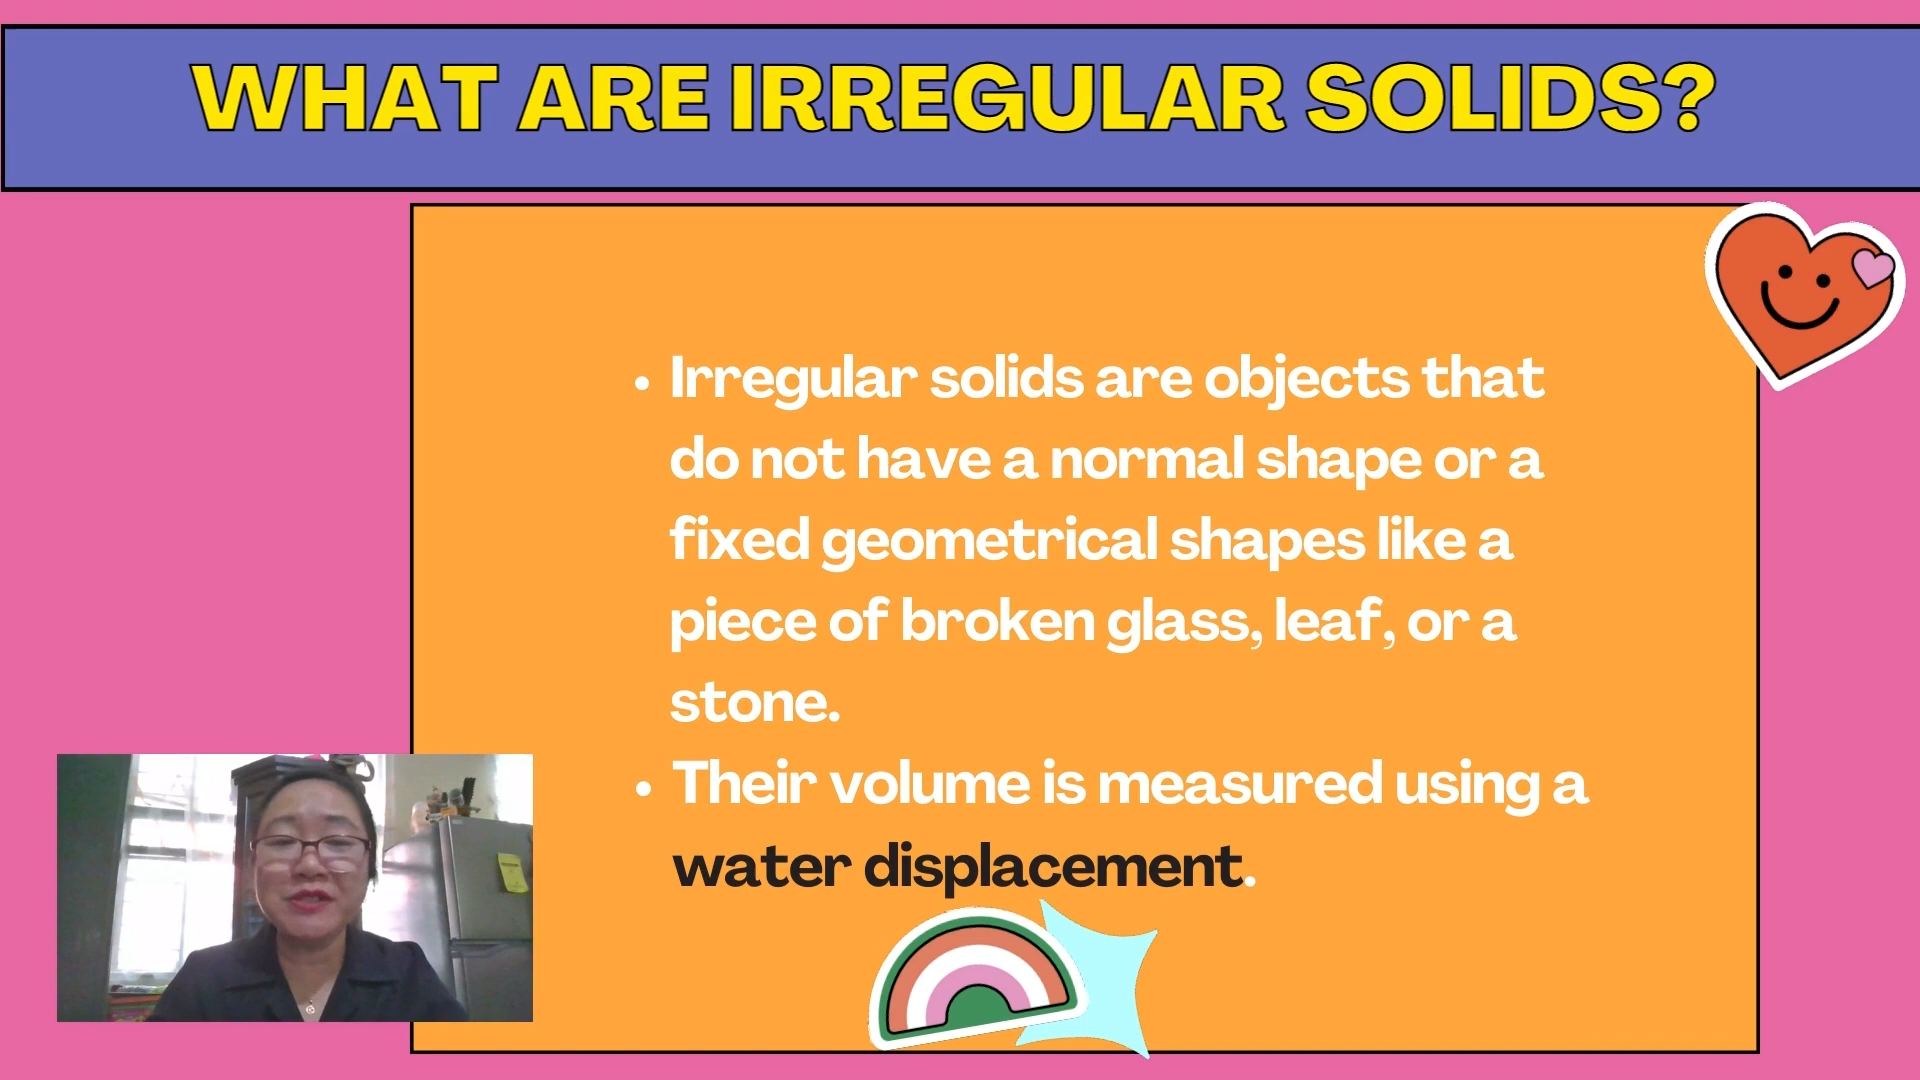 WHAT ARE IRREGULAR SOLIDS?
• Irregular solids are objects that
do not have a normal shape or a
fixed geometrical shapes like a
piece of broken glass, leaf, or a
stone.
• Their volume is measured using a
water displacement.